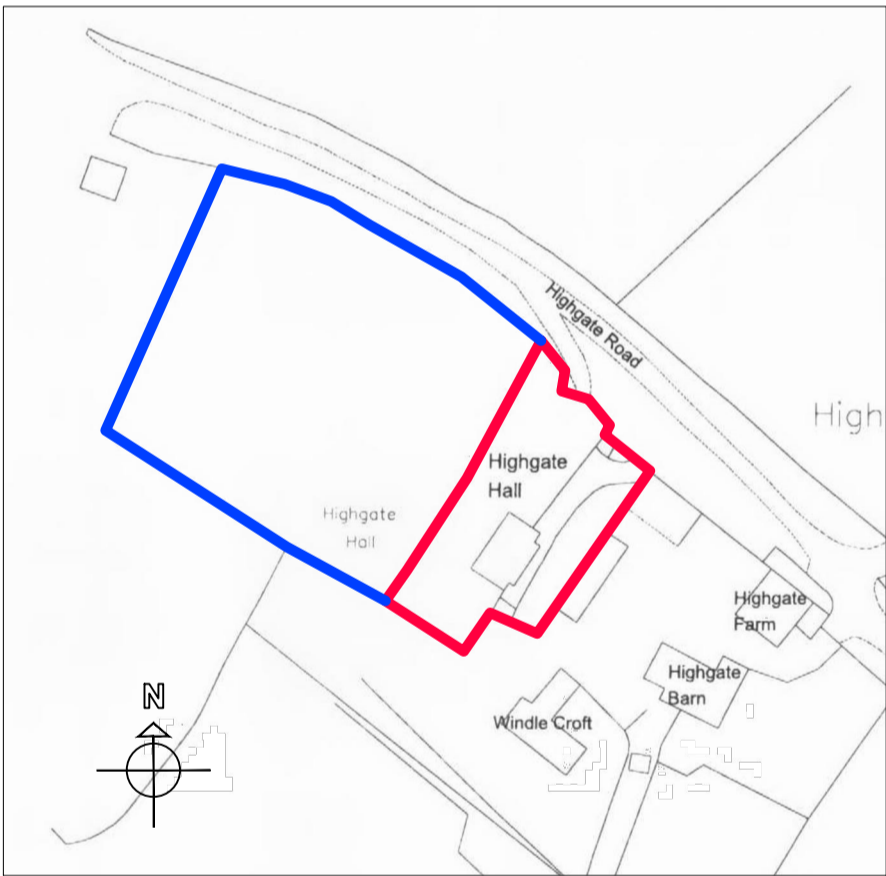 Highgate Road
High
Highgate
Hall
Highgate
Hall
Highgate
Farm
Highgate
Barn
N
Windle Croft